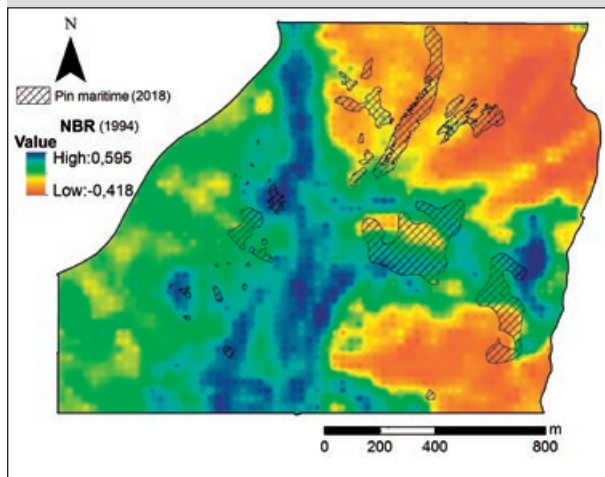 N
Pin maritime (2018)
NBR (1994)
Value
High:0,595
Low:-0,418
m
0 200 400 800